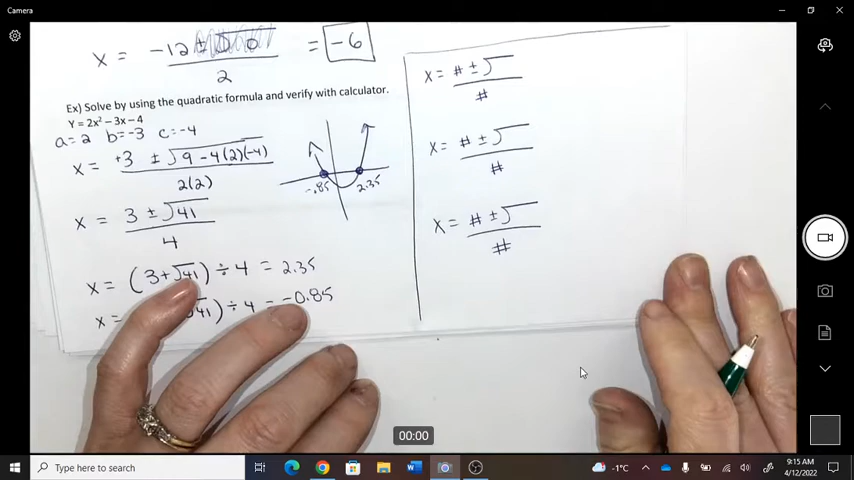 Camera
x = -12 ± √0 / 2 = -6
Ex) Solve by using the quadratic formula and verify with calculator.
Y = 2x² – 3x – 4
a=2 b=-3 c=-4
x = +3 ± √9 - 4(2)(-4) / 2(2)
x = 3 ± √41 / 4
x = (3+√41) ÷ 4 = 2.35
x = √41) ÷ 4 = -0.85
-.85 2.35
x = # ± √ / #
x = # ± √ / #
x = # ± √ / #
00:00
Type here to search
-1°C
9:15 AM
4/12/2022